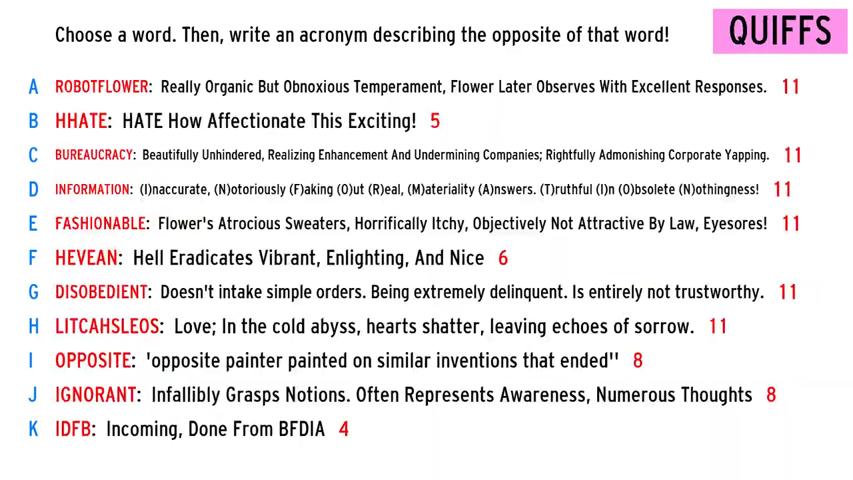 Choose a word. Then, write an acronym describing the opposite of that word!
QUIFFS
A ROBOTFLOWER: Really Organic But Obnoxious Temperament, Flower Later Observes With Excellent Responses. 11
B HHATE: HATE How Affectionate This Exciting! 5
C BUREAUCRACY: Beautifully Unhindered, Realizing Enhancement And Undermining Companies; Rightfully Admonishing Corporate Yapping. 11
D INFORMATION: (I)naccurate, (N)otoriously (F)aking (O)ut (R)eal, (M)ateriality (A)nswers. (T)ruthful (I)n (O)bsolete (N)othingness! 11
E FASHIONABLE: Flower's Atrocious Sweaters, Horrifically Itchy, Objectively Not Attractive By Law, Eyesores! 11
F HEVEAN: Hell Eradicates Vibrant, Enlighting, And Nice 6
G DISOBEDIENT: Doesn't intake simple orders. Being extremely delinquent. Is entirely not trustworthy. 11
H LITCAHSLEOS: Love; In the cold abyss, hearts shatter, leaving echoes of sorrow. 11
I OPPOSITE: 'opposite painter painted on similar inventions that ended" 8
J IGNORANT: Infallibly Grasps Notions. Often Represents Awareness, Numerous Thoughts 8
K IDFB: Incoming, Done From BFDIA 4